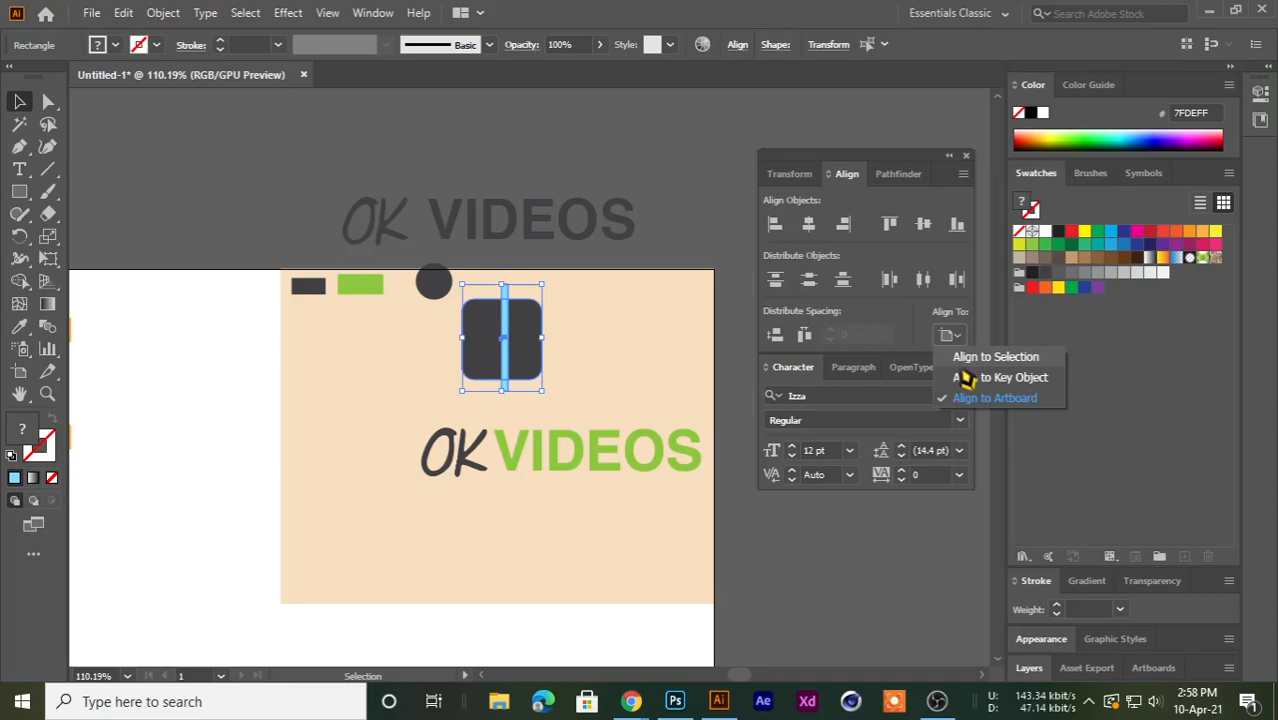 Ai File Edit Object Type Select Effect View Window Help Essentials Classic Search Adobe Stock
Rectangle ? Stroke: Basic Opacity: 100% Style: Align Shape: Transform
Untitled-1* @ 110.19% (RGB/GPU Preview)
Color Color Guide
# 7FDEFF
Transform Align Pathfinder
Swatches Brushes Symbols
Align Objects:
OK VIDEOS
Distribute Objects:
Distribute Spacing: Align To:
0
Align to Selection
to Key Object
Align to Artboard
Character Paragraph OpenType
Izza
Regular
12 pt (14.4 pt)
Auto 0
?
OK VIDEOS
Stroke Gradient Transparency
Weight:
Appearance Graphic Styles
Layers Asset Export Artboards
110.19% 1 Selection
Type here to search
Ps Ai Ae Xd
U: 143.34 kbit/s
D: 47.14 kbit/s
2:58 PM
10-Apr-21
1